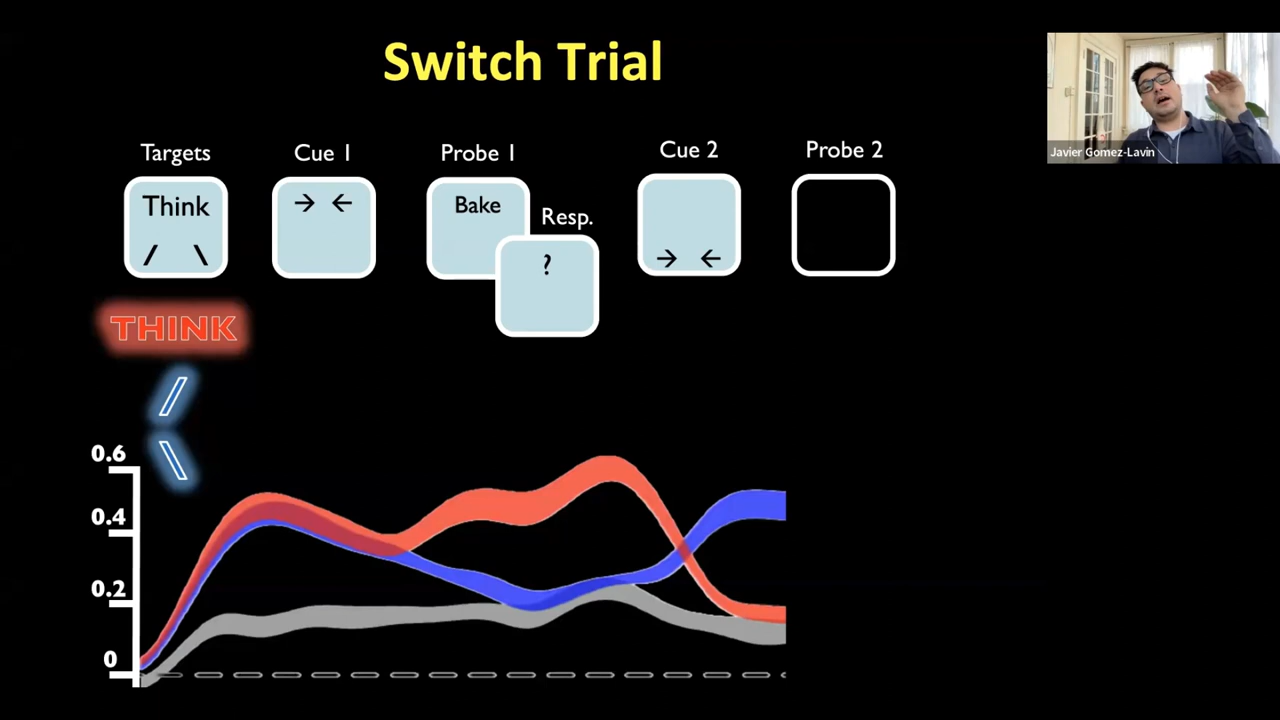 Switch Trial
Targets
Cue 1
Probe 1
Cue 2
Probe 2
Think
/ \
→ ←
Bake
Resp.
?
→ ←
THINK
/
\
0.6
0.4
0.2
0
Javier Gomez-Lavin